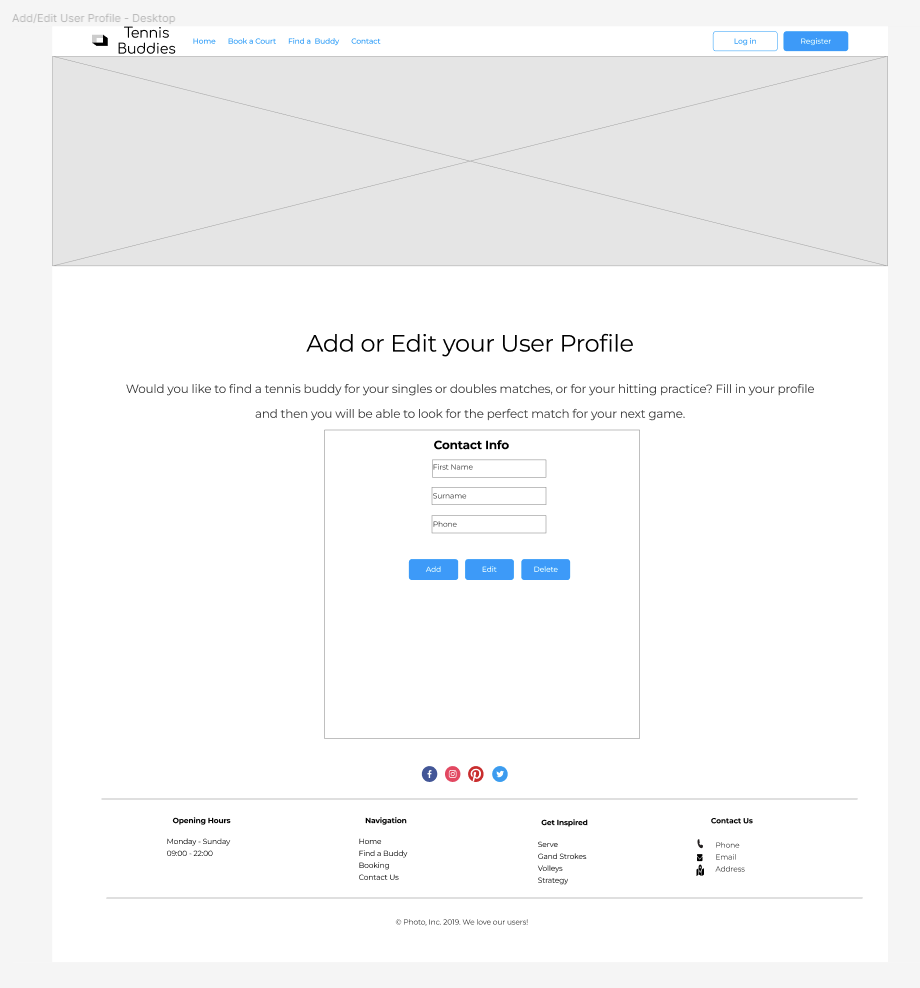 Add/Edit User Profile - Desktop
Tennis
Buddies
Home Book a Court Find a Buddy Contact
Log in Register
Add or Edit your User Profile
Would you like to find a tennis buddy for your singles or doubles matches, or for your hitting practice? Fill in your profile
and then you will be able to look for the perfect match for your next game.
Contact Info
First Name
Surname
Phone
Add Edit Delete
Opening Hours
Monday - Sunday
09:00 - 22:00
Navigation
Home
Find a Buddy
Booking
Contact Us
Get Inspired
Serve
Gand Strokes
Volleys
Strategy
Contact Us
Phone
Email
Address
© Photo, Inc. 2019. We love our users!